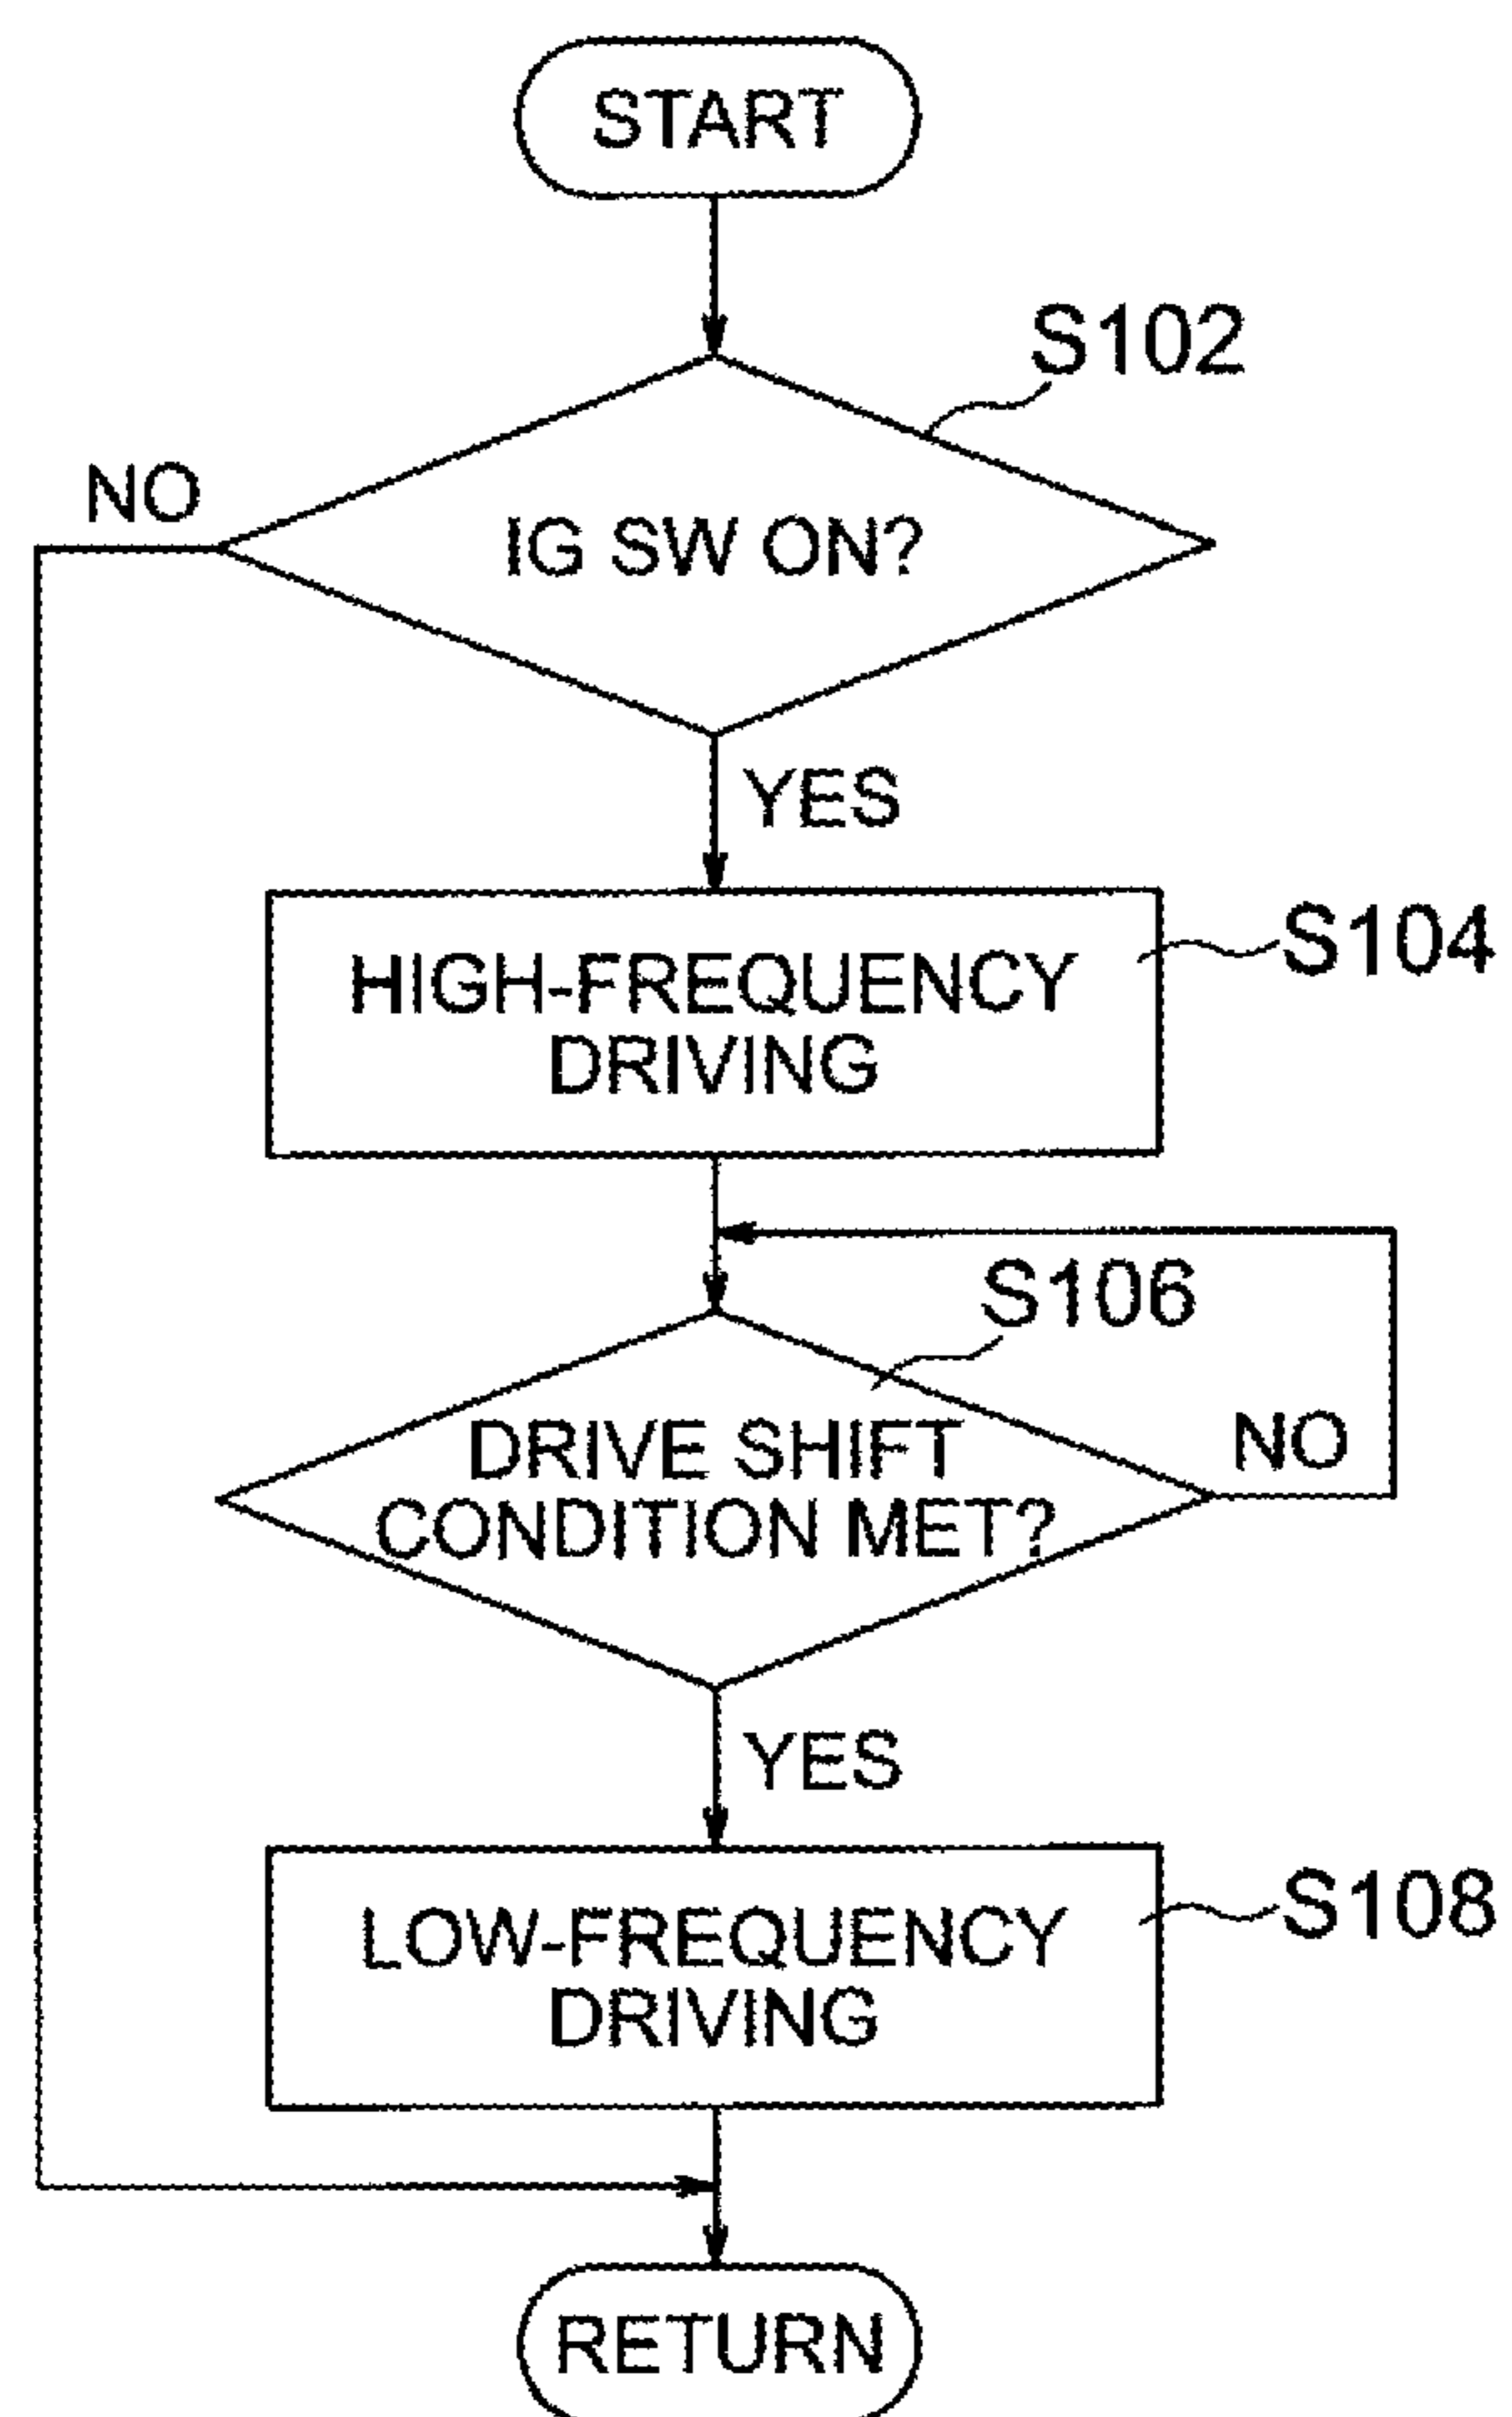 START
S102
NO
IG SW ON?
YES
S104
HIGH-FREQUENCY
DRIVING
S106
DRIVE SHIFT
CONDITION MET?
NO
YES
S108
LOW-FREQUENCY
DRIVING
RETURN